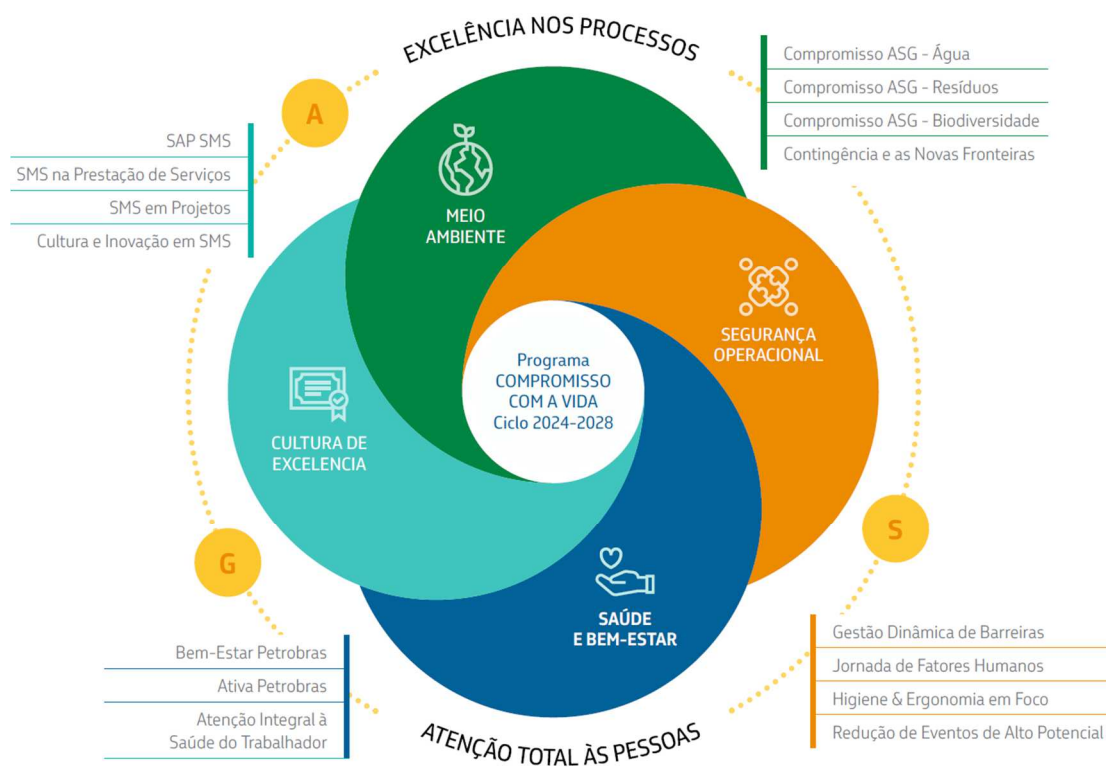 EXCELÊNCIA NOS PROCESSOS
A
SAP SMS
SMS na Prestação de Serviços
SMS em Projetos
Cultura e Inovação em SMS
Compromisso ASG - Água
Compromisso ASG - Resíduos
Compromisso ASG - Biodiversidade
Contingência e as Novas Fronteiras
MEIO
AMBIENTE
SEGURANÇA
OPERACIONAL
Programa
COMPROMISSO
COM A VIDA
Ciclo 2024-2028
CULTURA DE
EXCELENCIA
S
G
SAÚDE
E BEM-ESTAR
Bem-Estar Petrobras
Ativa Petrobras
Atenção Integral à
Saúde do Trabalhador
Gestão Dinâmica de Barreiras
Jornada de Fatores Humanos
Higiene & Ergonomia em Foco
Redução de Eventos de Alto Potencial
ATENÇÃO TOTAL ÀS PESSOAS